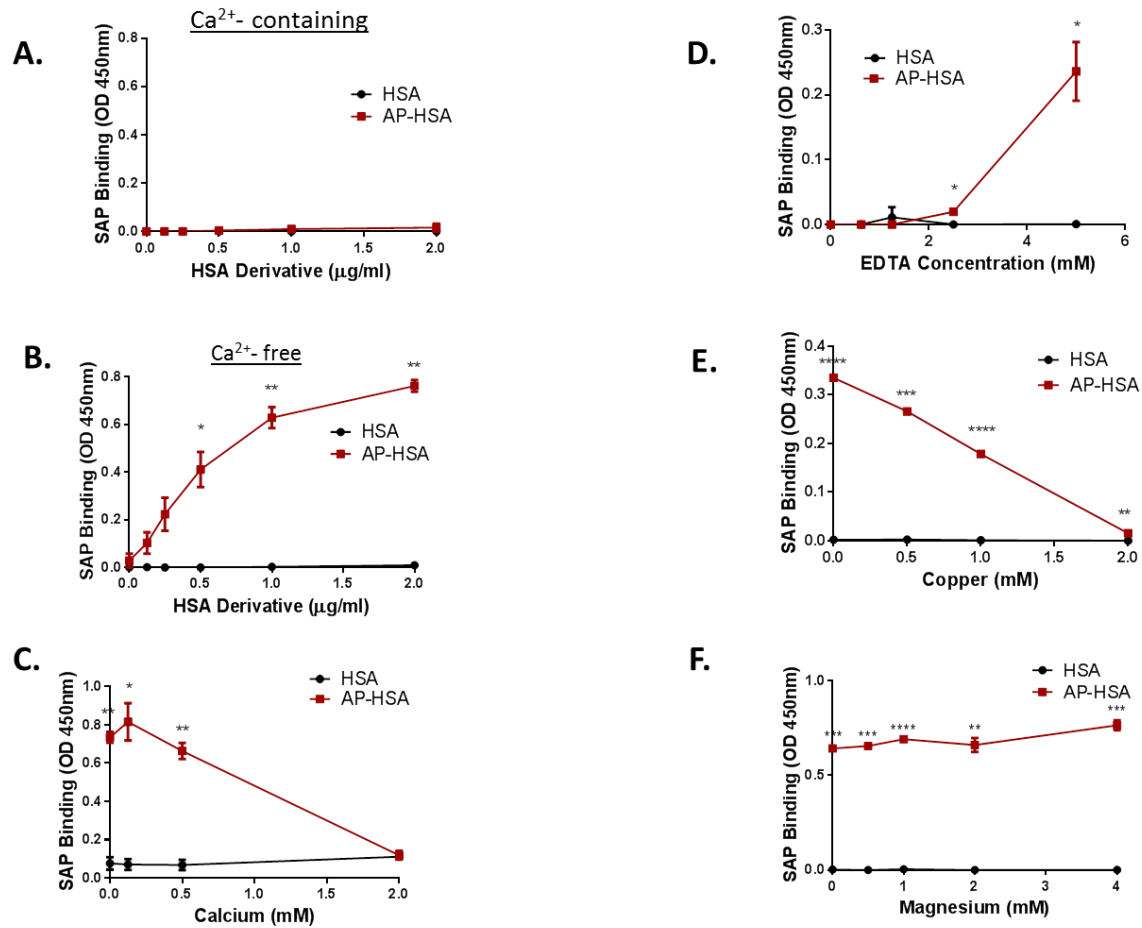 A.
Ca²⁺- containing
SAP Binding (OD 450nm)
0.8
0.6
0.4
0.2
0.0
0.0 0.5 1.0 1.5 2.0
HSA Derivative (μg/ml)
HSA
AP-HSA
B.
Ca²⁺- free
SAP Binding (OD 450nm)
0.8
0.6
0.4
0.2
0.0
0.0 0.5 1.0 1.5 2.0
HSA Derivative (μg/ml)
HSA
AP-HSA
*
**
**
C.
SAP Binding (OD 450nm)
1.0
0.8
0.6
0.4
0.2
0.0
0.0 0.5 1.0 1.5 2.0
Calcium (mM)
HSA
AP-HSA
**
*
**
D.
SAP Binding (OD 450nm)
0.3
0.2
0.1
0.0
0 2 4 6
EDTA Concentration (mM)
HSA
AP-HSA
*
*
E.
SAP Binding (OD 450nm)
0.4
0.3
0.2
0.1
0.0
0.0 0.5 1.0 1.5 2.0
Copper (mM)
HSA
AP-HSA
****
***
****
**
F.
SAP Binding (OD 450nm)
1.0
0.5
0.0
0 1 2 3 4
Magnesium (mM)
HSA
AP-HSA
***
***
****
**
***